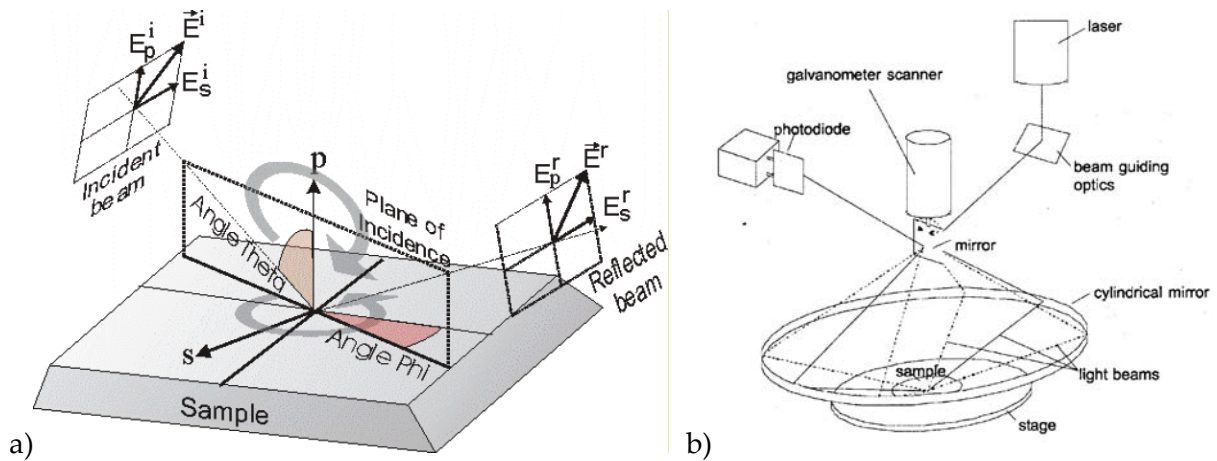 E_p^i
E⃗^i
E_s^i
Incident
beam
p
Angle Theta
Plane of
Incidence
E_p^r
E⃗^r
E_s^r
Reflected
beam
s
Angle Phi
Sample
a)
laser
galvanometer scanner
photodiode
beam guiding
optics
mirror
cylindrical mirror
sample
light beams
stage
b)